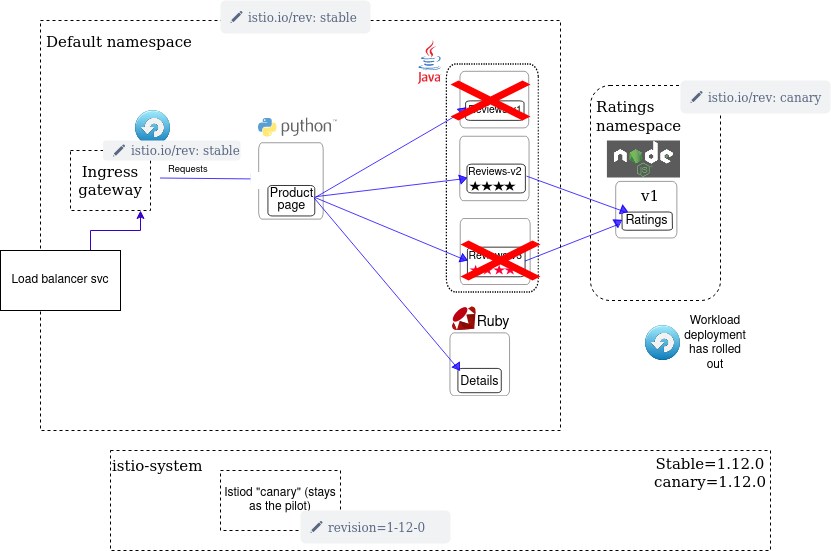 istio.io/rev: stable
Default namespace
Java
istio.io/rev: canary
Ratings
namespace
python™
node
JS
istio.io/rev: stable
Ingress
gateway
Requests
Product
page
Reviews-v1
Reviews-v2
★★★★
v1
Ratings
Load balancer svc
Ruby
Details
Workload
deployment
has rolled
out
istio-system
Stable=1.12.0
canary=1.12.0
Istiod "canary" (stays
as the pilot)
revision=1-12-0